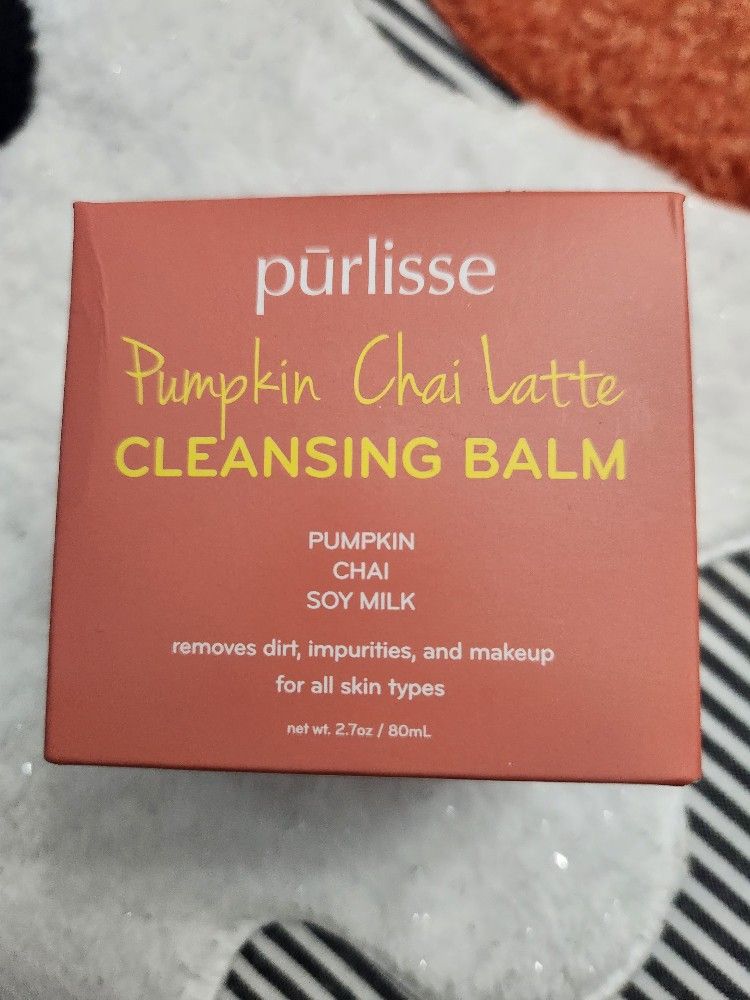 pūrlisse
Pumpkin Chai Latte
CLEANSING BALM
PUMPKIN
CHAI
SOY MILK
removes dirt, impurities, and makeup
for all skin types
net wt. 2.7oz / 80mL